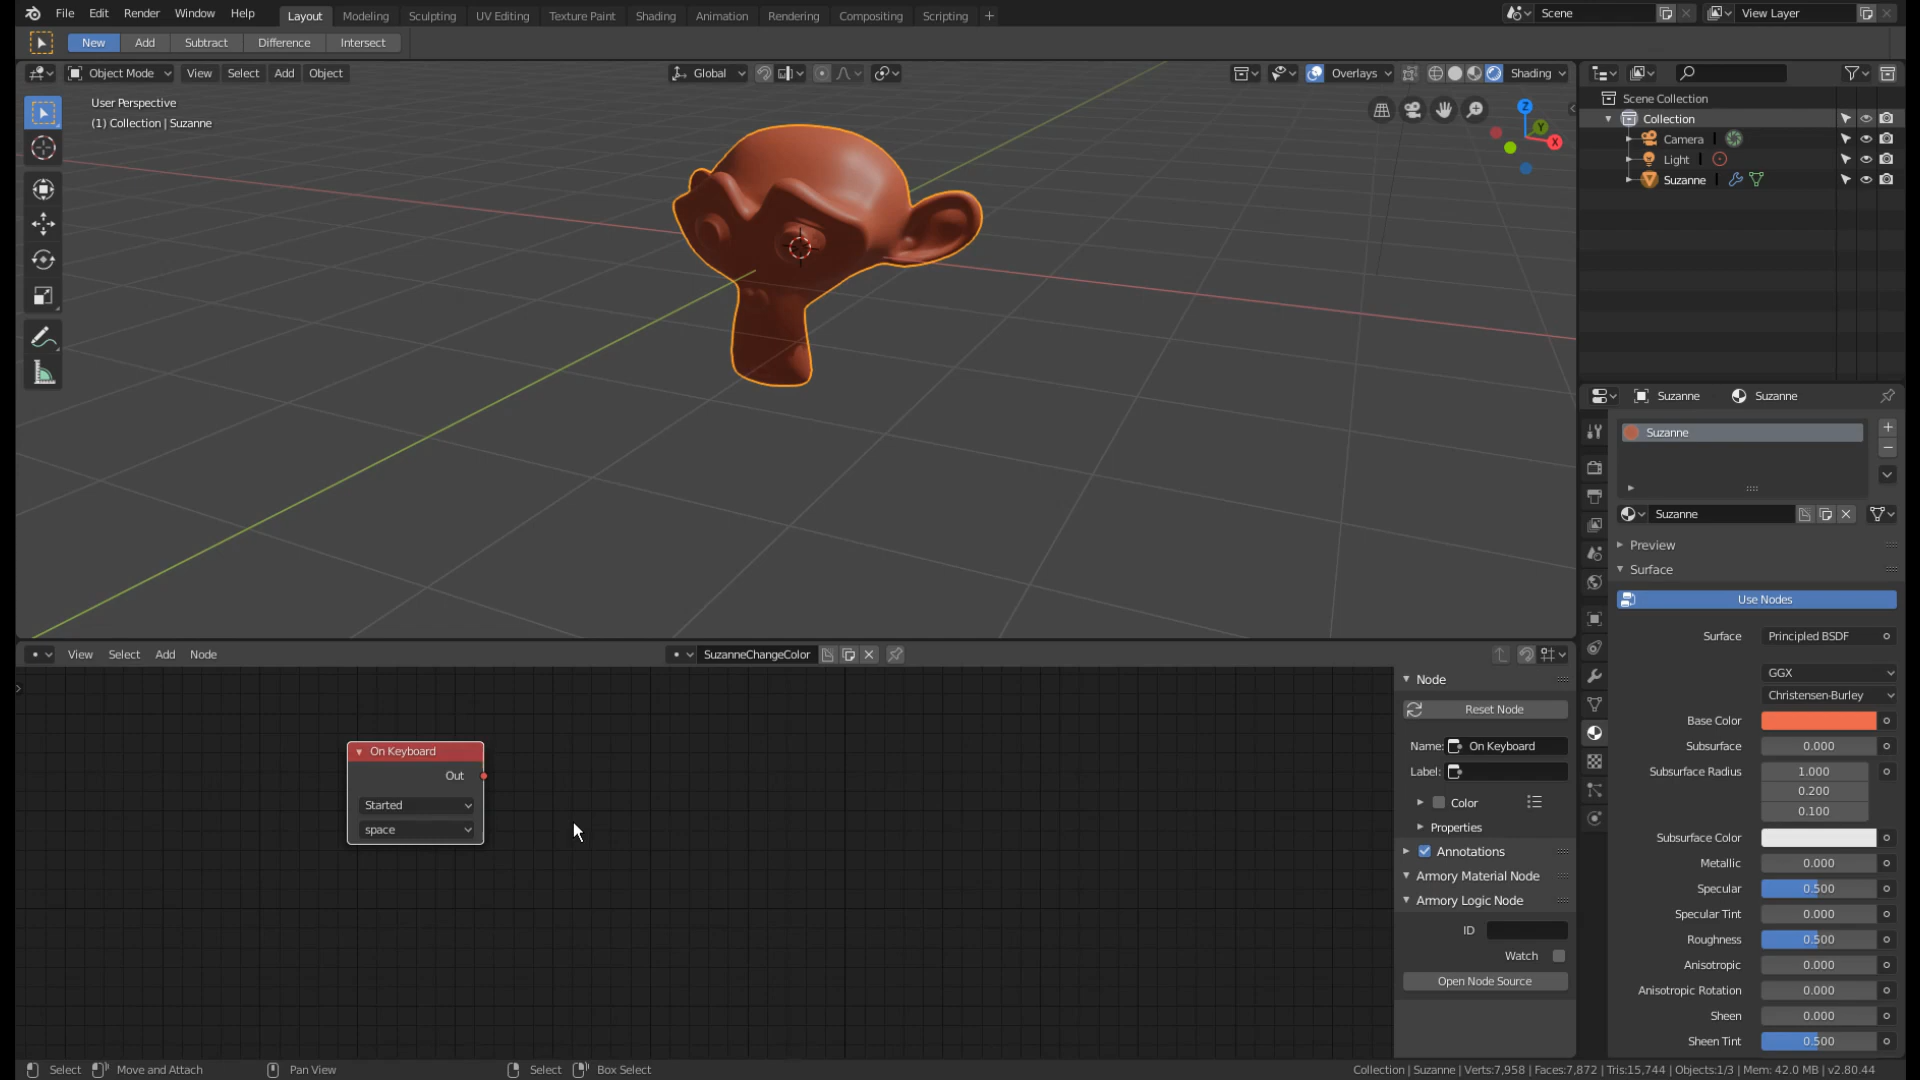 File Edit Render Window Help Layout Modeling Sculpting UV Editing Texture Paint Shading Animation Rendering Compositing Scripting + Scene View Layer
New Add Subtract Difference Intersect
Object Mode View Select Add Object Global Overlays Shading
User Perspective
(1) Collection | Suzanne
Z
Y
X
Scene Collection
Collection
Camera
Light
Suzanne
Suzanne Suzanne
Suzanne
Suzanne
Preview
Surface
Use Nodes
Surface Principled BSDF
GGX
Christensen-Burley
Base Color
Subsurface 0.000
Subsurface Radius 1.000
0.200
0.100
Subsurface Color
Metallic 0.000
Specular 0.500
Specular Tint 0.000
Roughness 0.500
Anisotropic 0.000
Anisotropic Rotation 0.000
Sheen 0.000
Sheen Tint 0.500
View Select Add Node SuzanneChangeColor
On Keyboard
Out
Started
space
Node
Reset Node
Name: On Keyboard
Label:
Color
Properties
Annotations
Armory Material Node
Armory Logic Node
ID
Watch
Open Node Source
Select Move and Attach Pan View Select Box Select Collection | Suzanne | Verts:7,958 | Faces:7,872 | Tris:15,744 | Objects:1/3 | Mem: 42.0 MB | v2.80.44